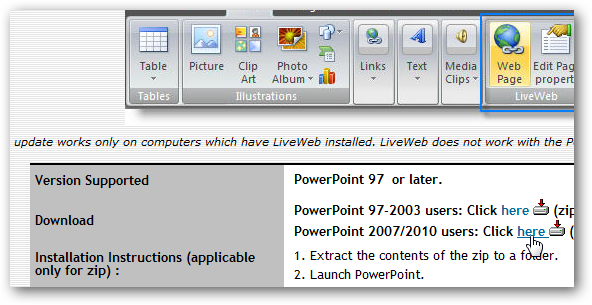 Table
Picture
Clip Art
Photo Album
Links
Text
Media Clips
Web Page
Edit Page
propert
Tables
Illustrations
LiveWeb
update works only on computers which have LiveWeb installed. LiveWeb does not work with the P
Version Supported
PowerPoint 97 or later.
Download
PowerPoint 97-2003 users: Click here (zip
PowerPoint 2007/2010 users: Click here (
Installation Instructions (applicable only for zip) :
1. Extract the contents of the zip to a folder.
2. Launch PowerPoint.